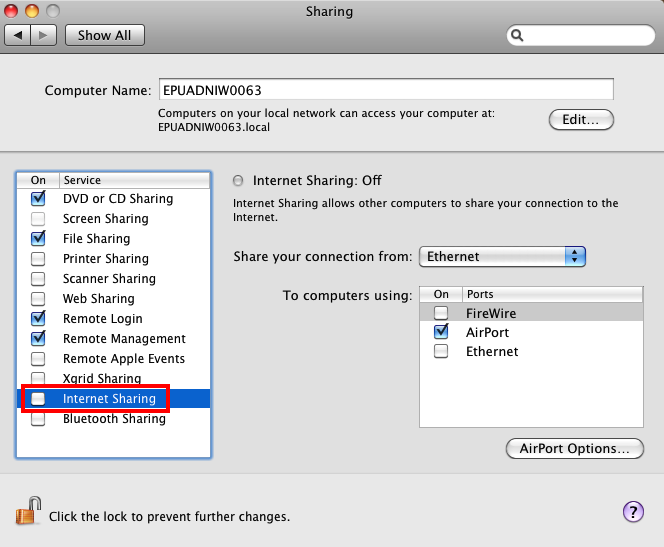 Sharing
Show All
Computer Name: EPUADNIW0063
Computers on your local network can access your computer at:
EPUADNIW0063.local
Edit...
On Service
DVD or CD Sharing
Screen Sharing
File Sharing
Printer Sharing
Scanner Sharing
Web Sharing
Remote Login
Remote Management
Remote Apple Events
Xgrid Sharing
Internet Sharing
Bluetooth Sharing
Internet Sharing: Off
Internet Sharing allows other computers to share your connection to the
Internet.
Share your connection from: Ethernet
To computers using:
On Ports
FireWire
AirPort
Ethernet
AirPort Options...
Click the lock to prevent further changes.
?